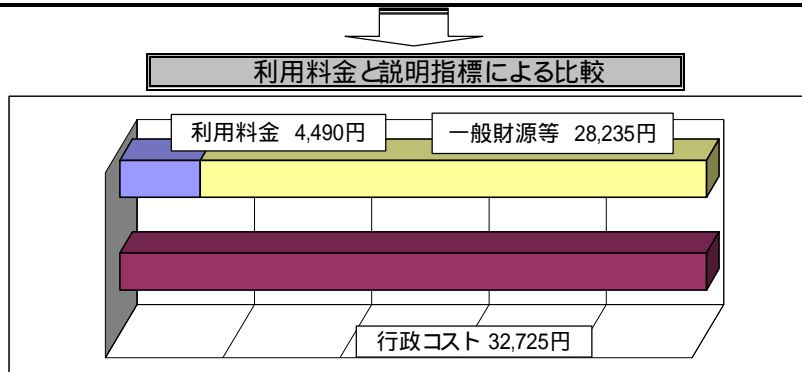 利用料金と説明指標による比較
利用料金 4,490円
一般財源等 28,235円
行政コスト 32,725円